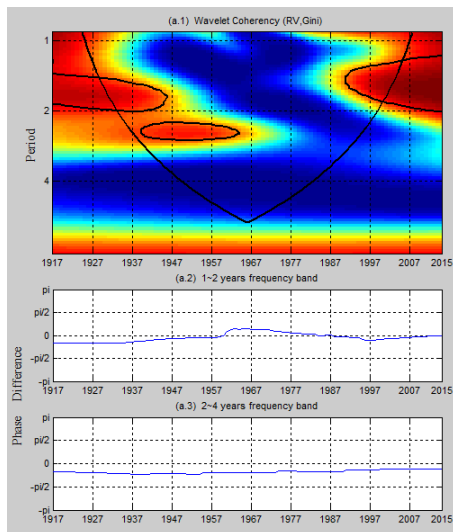 (a.1) Wavelet Coherency (RV,Gini)
1
2
4
Period
1917 1927 1937 1947 1957 1967 1977 1987 1997 2007 2015
(a.2) 1~2 years frequency band
pi
pi/2
0
-pi/2
-pi
1917 1927 1937 1947 1957 1967 1977 1987 1997 2007 2015
(a.3) 2~4 years frequency band
pi
pi/2
0
-pi/2
-pi
1917 1927 1937 1947 1957 1967 1977 1987 1997 2007 2015
Phase Difference